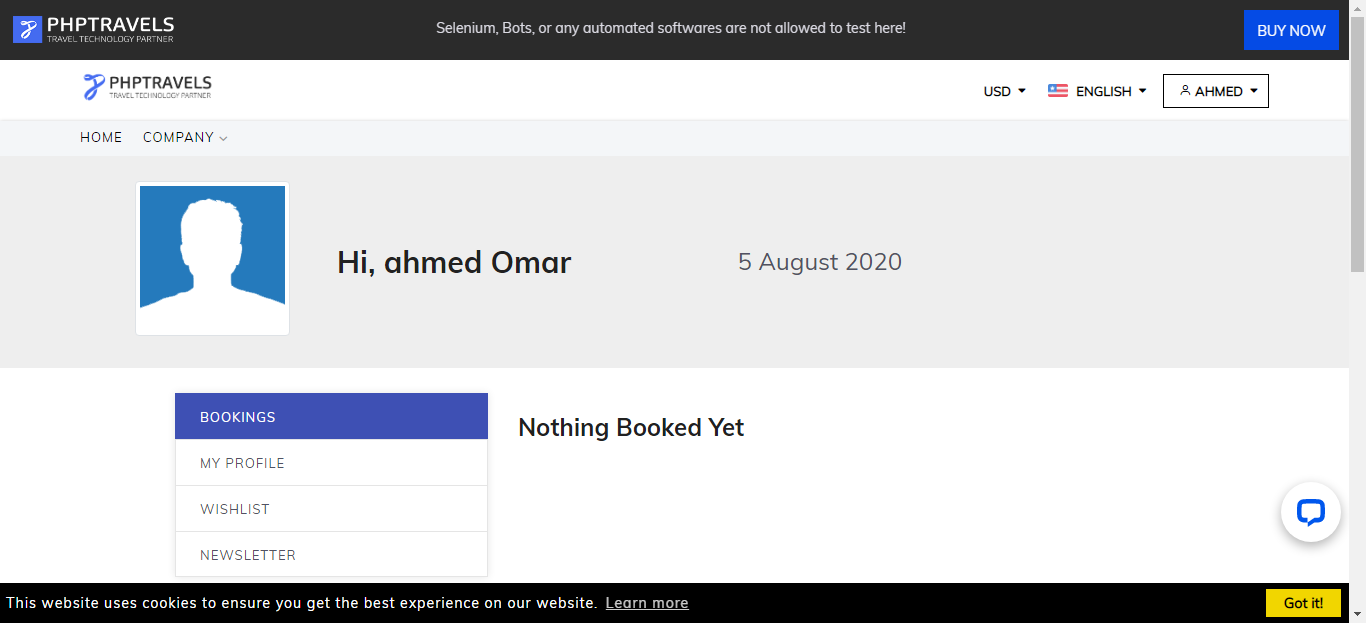 PHPTRAVELS
TRAVEL TECHNOLOGY PARTNER
Selenium, Bots, or any automated softwares are not allowed to test here!
BUY NOW
PHPTRAVELS
TRAVEL TECHNOLOGY PARTNER
USD
ENGLISH
AHMED
HOME
COMPANY
Hi, ahmed Omar
5 August 2020
BOOKINGS
MY PROFILE
WISHLIST
NEWSLETTER
Nothing Booked Yet
This website uses cookies to ensure you get the best experience on our website. Learn more
Got it!